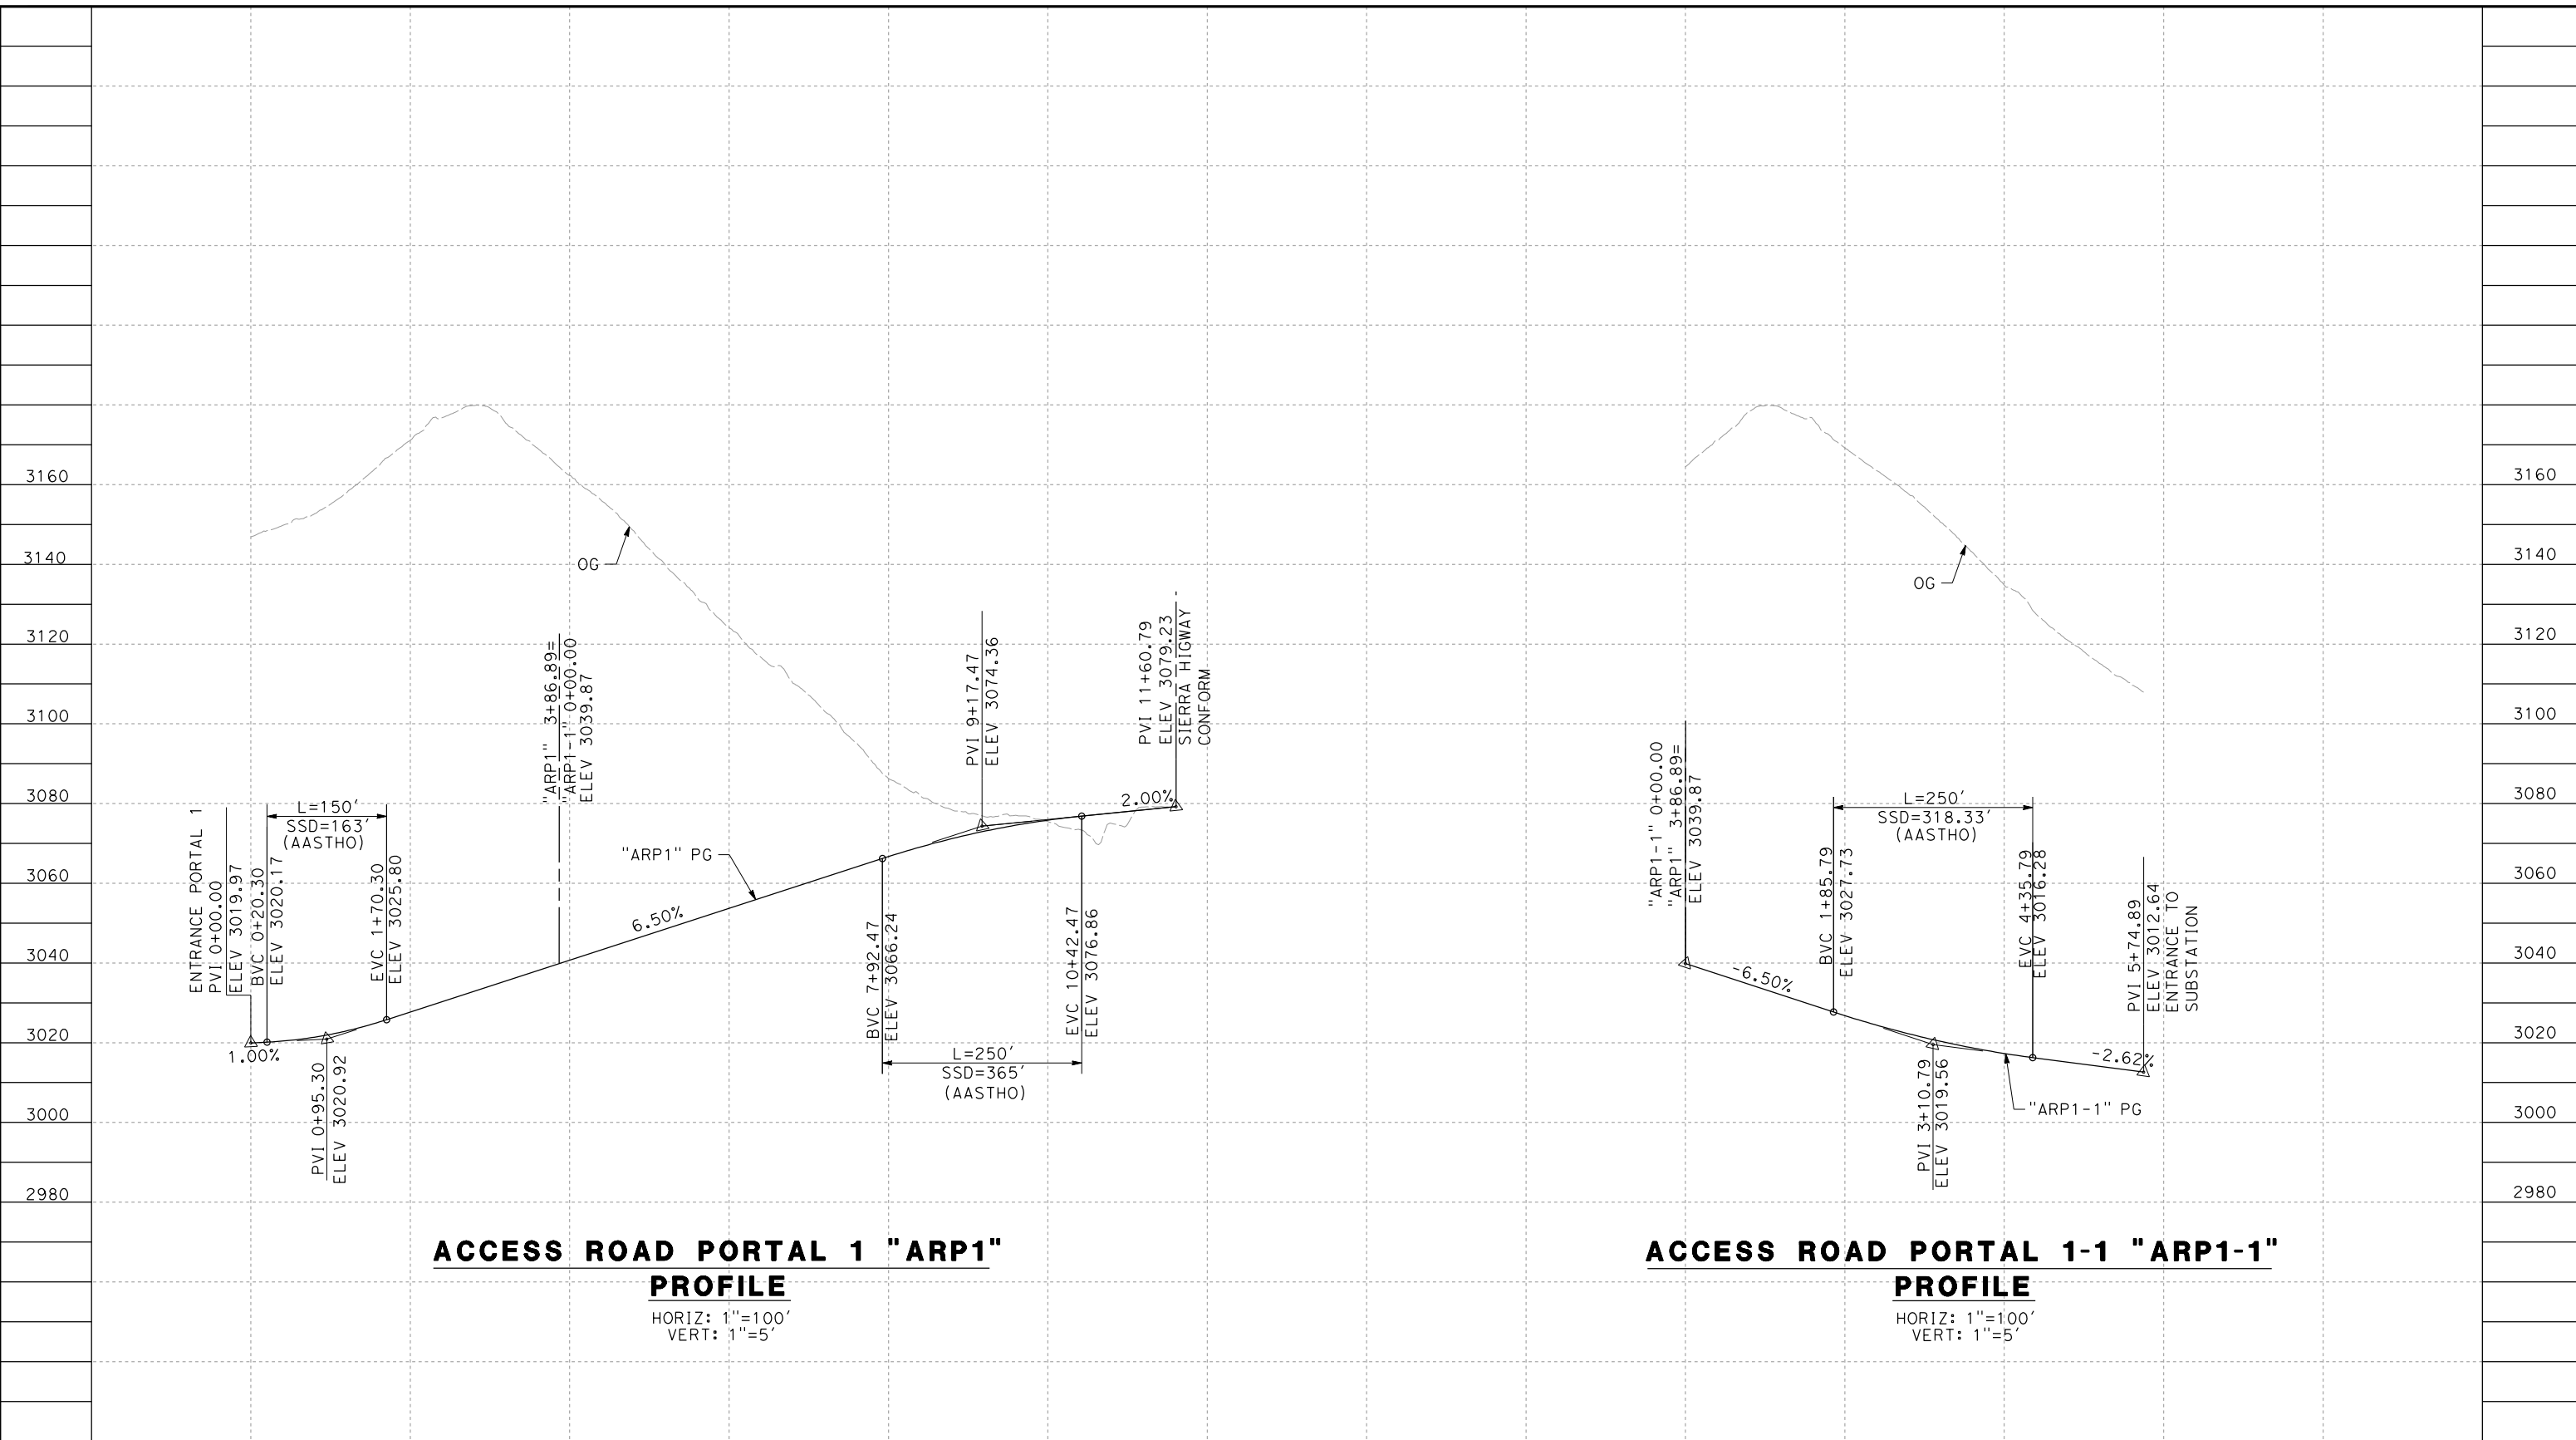 3160
3140
3120
3100
3080
3060
3040
3020
3000
2980
ENTRANCE PORTAL 1
PVI 0+00.00
ELEV 3019.97
BVC 0+20.30
ELEV 3020.17
L=150'
SSD=163'
(AASTHO)
EVC 1+70.30
ELEV 3025.80
1.00%
PVI 0+95.30
ELEV 3020.92
"ARP1" 3+86.89=
"ARP1-1" 0+00.00
ELEV 3039.87
OG
"ARP1" PG
6.50%
BVC 7+92.47
ELEV 3066.24
PVI 9+17.47
ELEV 3074.36
EVC 10+42.47
ELEV 3076.86
L=250'
SSD=365'
(AASTHO)
2.00%
PVI 11+60.79
ELEV 3079.23
SIERRA HIGWAY
CONFORM
ACCESS ROAD PORTAL 1 "ARP1"
PROFILE
HORIZ: 1"=100'
VERT: 1"=5'
"ARP1-1" 0+00.00
"ARP1" 3+86.89=
ELEV 3039.87
-6.50%
OG
L=250'
SSD=318.33'
(AASTHO)
BVC 1+85.79
ELEV 3027.73
PVI 3+10.79
ELEV 3019.56
EVC 4+35.79
ELEV 3016.28
"ARP1-1" PG
-2.62%
PVI 5+74.89
ELEV 3012.64
ENTRANCE TO
SUBSTATION
ACCESS ROAD PORTAL 1-1 "ARP1-1"
PROFILE
HORIZ: 1"=100'
VERT: 1"=5'
3160
3140
3120
3100
3080
3060
3040
3020
3000
2980